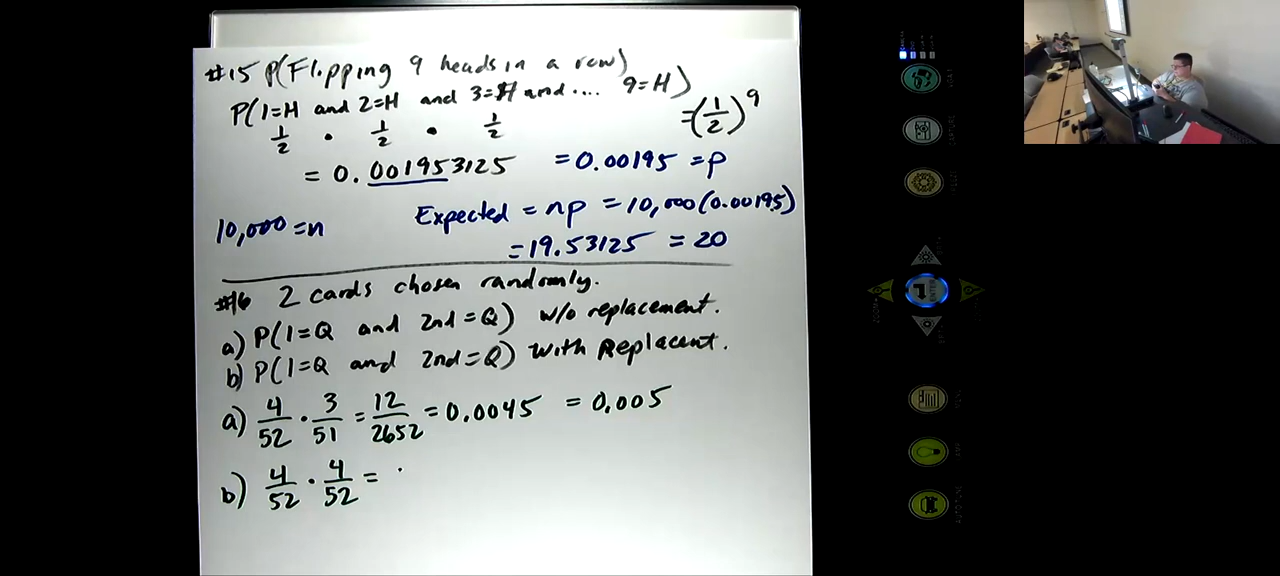 #15 P(Flipping 9 heads in a row)
P(1=H and 2=H and 3=H and.... 9=H)
1/2 · 1/2 · 1/2 =(1/2)^9
= 0.001953125 = 0.00195 = p
10,000 = n Expected = np = 10,000(0.00195)
= 19.53125 = 20
#16 2 cards chosen randomly.
a) P(1=Q and 2nd=Q) w/o replacement.
b) P(1=Q and 2nd=Q) with Replacent.
a) 4/52 · 3/51 = 12/2652 = 0.0045 = 0.005
b) 4/52 · 4/52 =